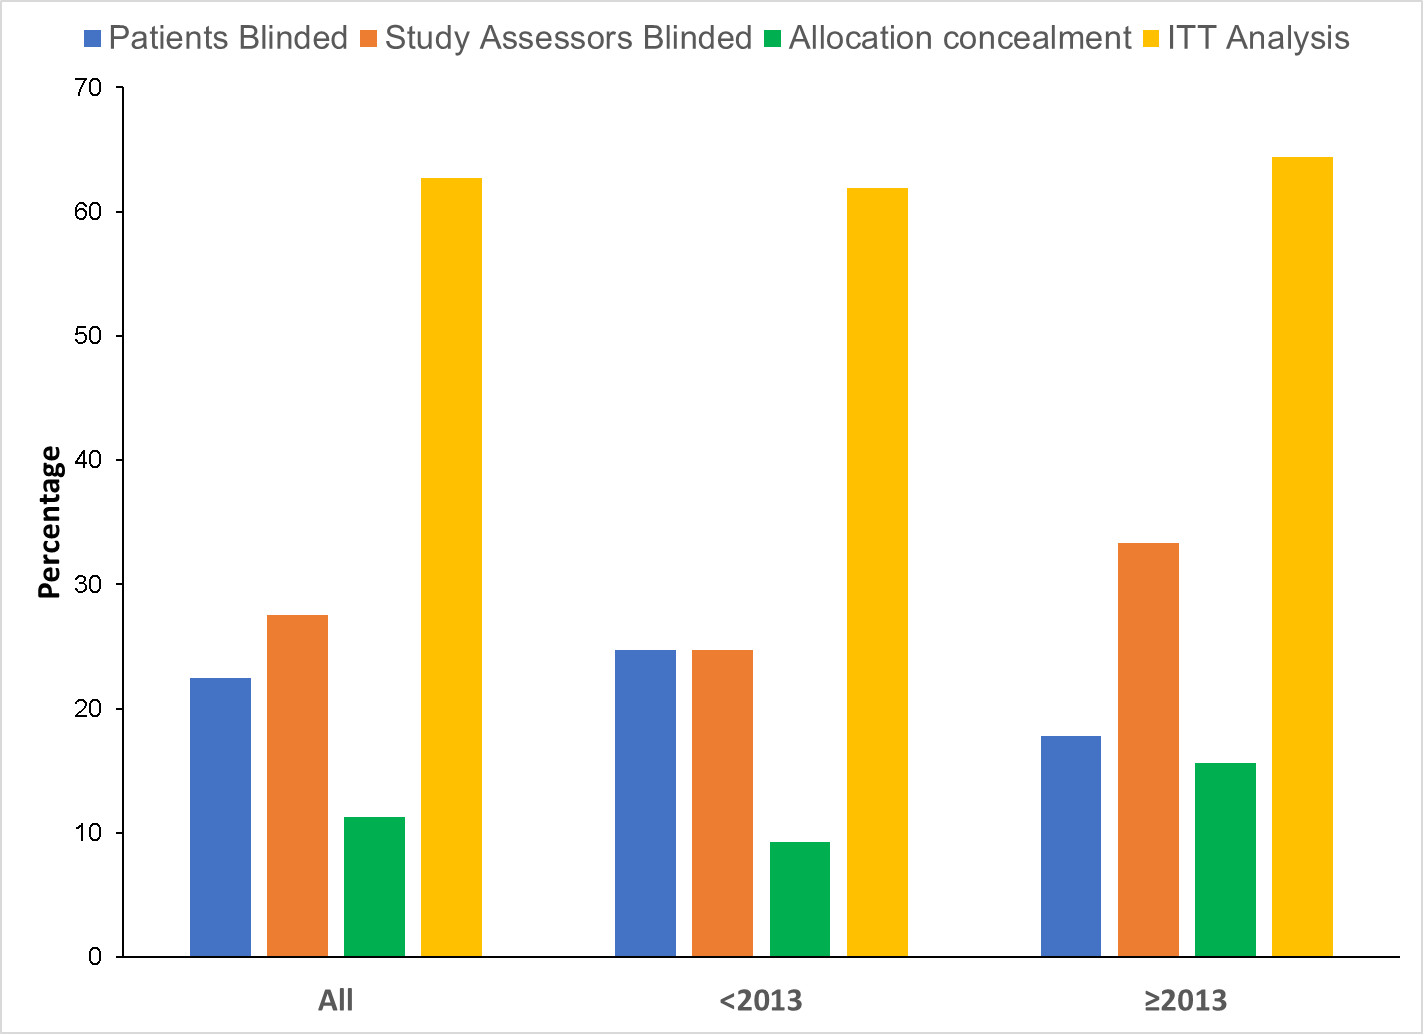 Patients Blinded Study Assessors Blinded Allocation concealment ITT Analysis
70
60
50
40
30
20
10
0
Percentage
All <2013 ≥2013